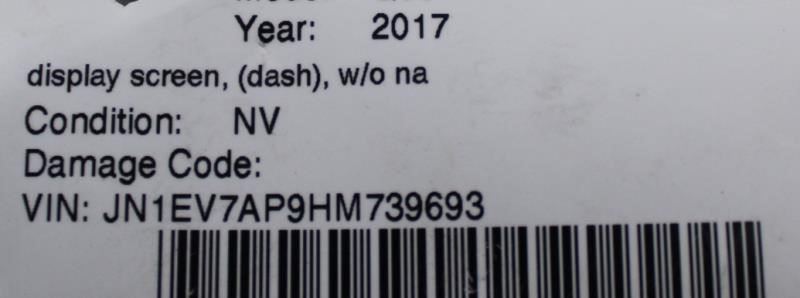 Year: 2017
display screen, (dash), w/o na
Condition: NV
Damage Code:
VIN: JN1EV7AP9HM739693